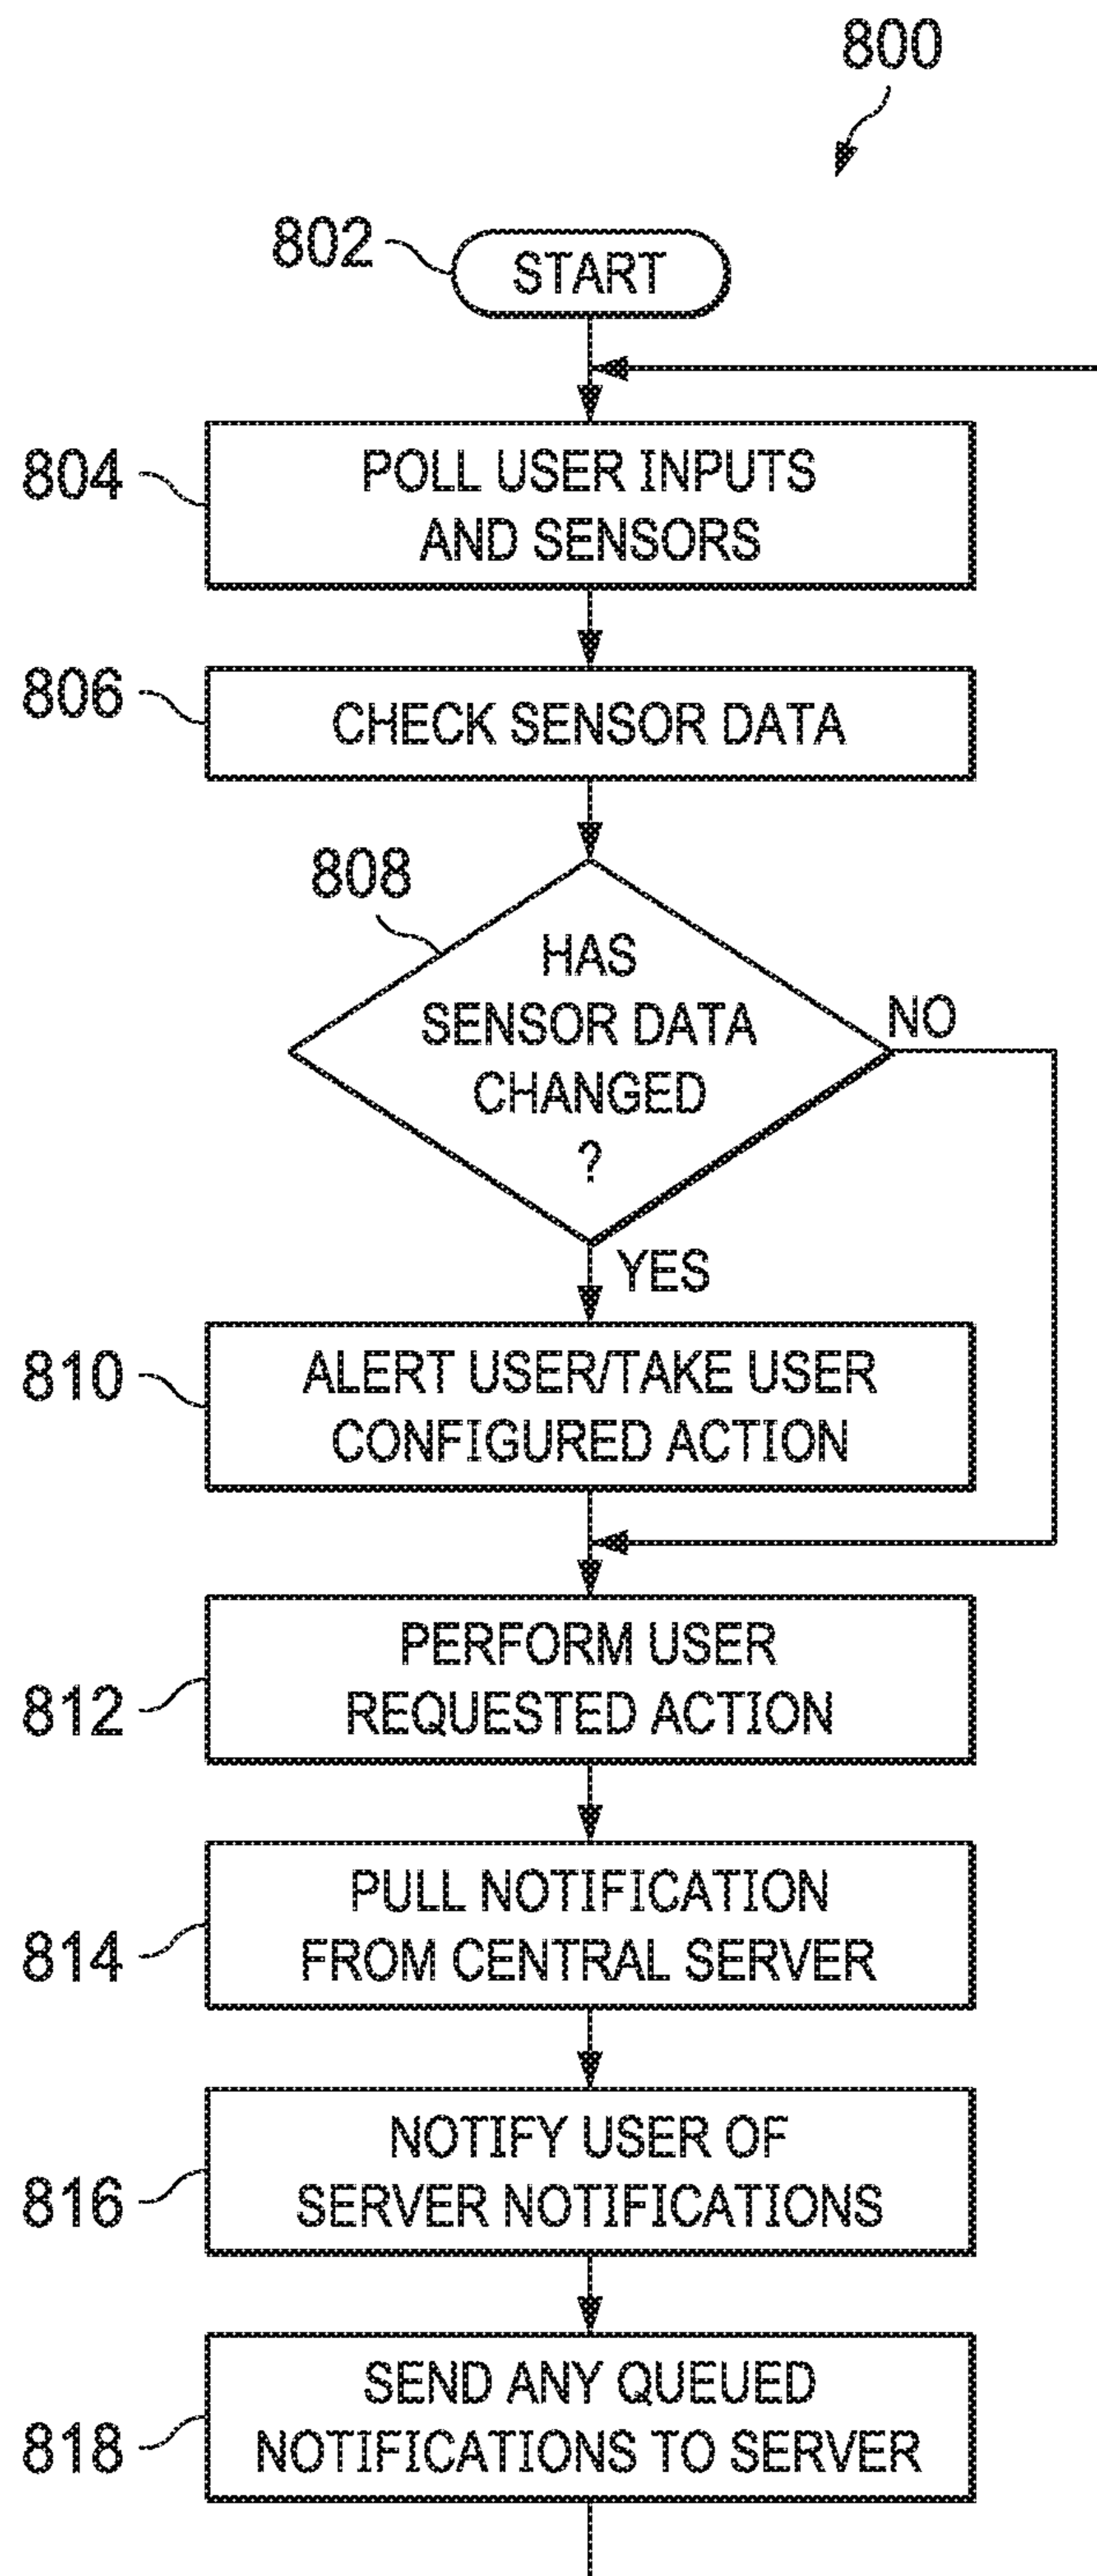 800
802
START
804
POLL USER INPUTS
AND SENSORS
806
CHECK SENSOR DATA
808
HAS
SENSOR DATA
CHANGED
?
NO
YES
810
ALERT USER/TAKE USER
CONFIGURED ACTION
812
PERFORM USER
REQUESTED ACTION
814
PULL NOTIFICATION
FROM CENTRAL SERVER
816
NOTIFY USER OF
SERVER NOTIFICATIONS
818
SEND ANY QUEUED
NOTIFICATIONS TO SERVER